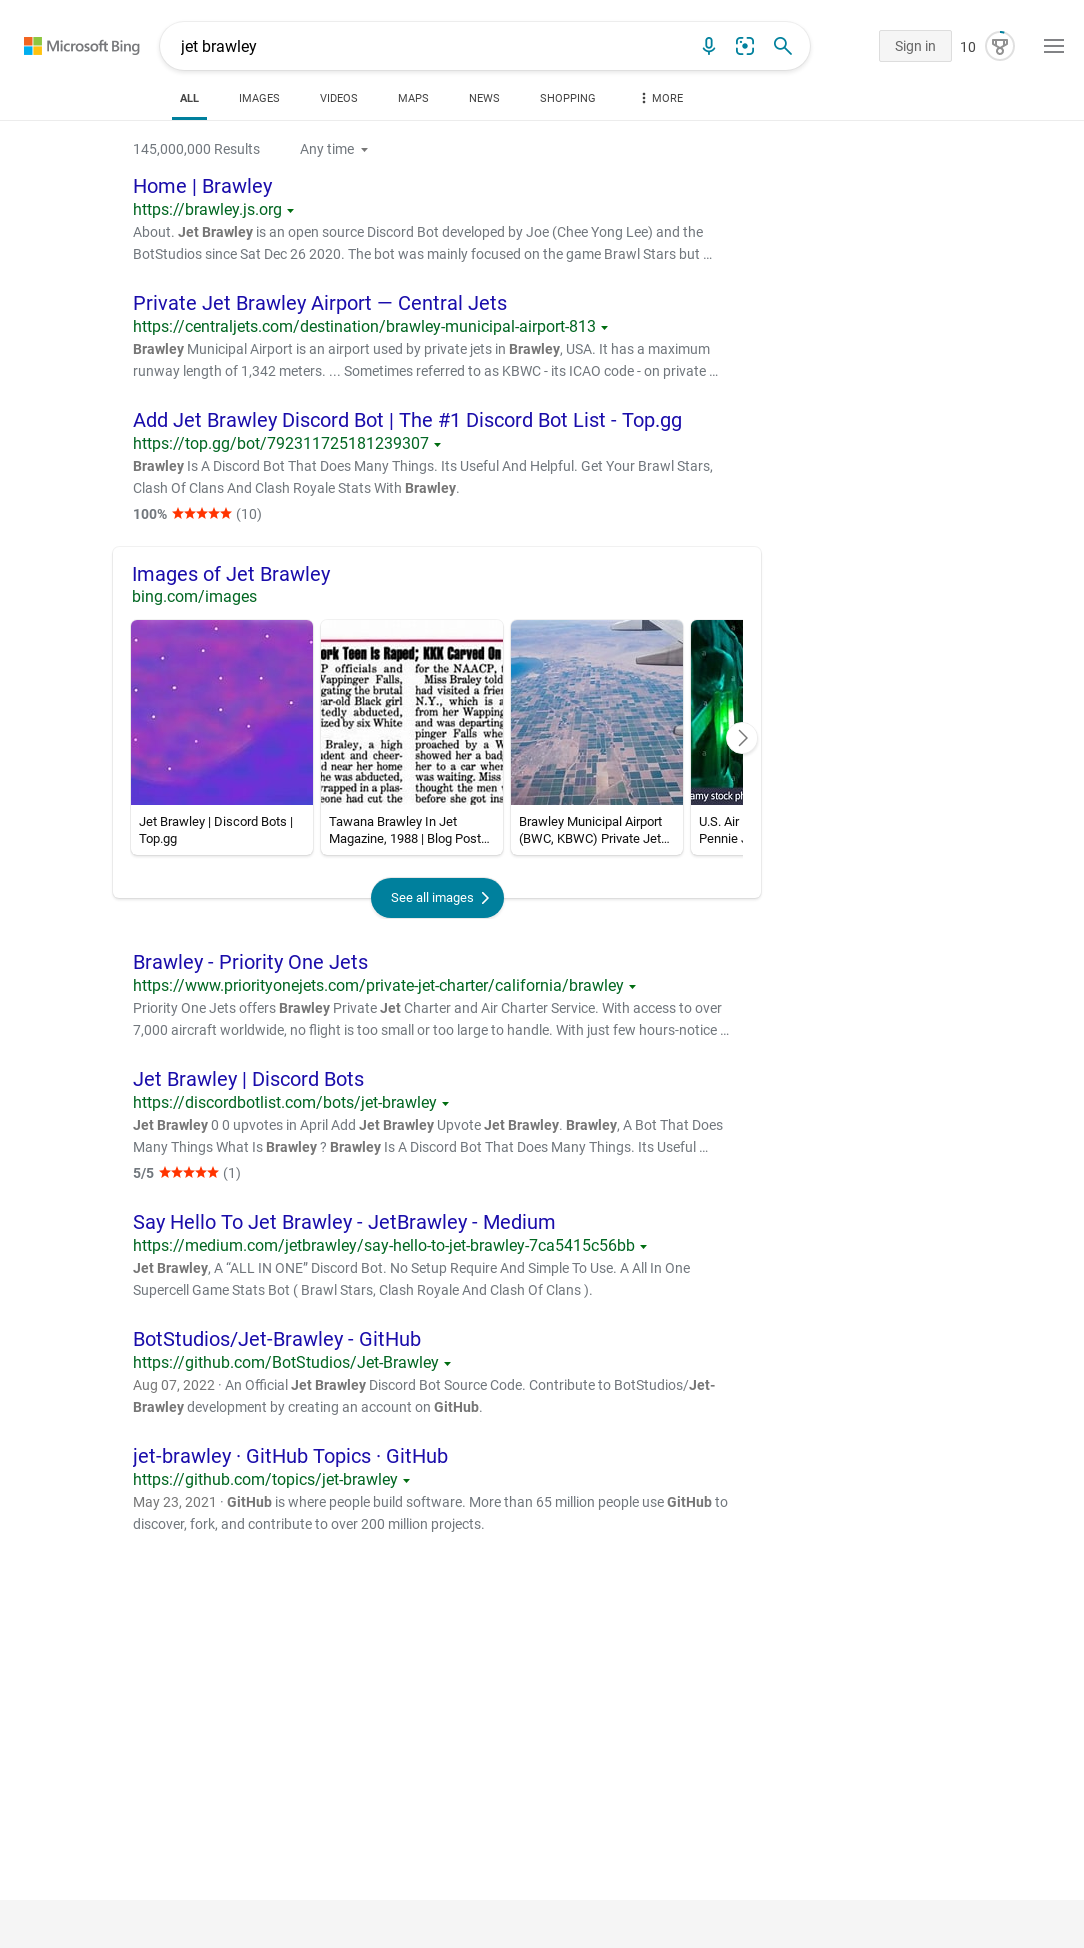 Microsoft Bing
jet brawley
Sign in
10
ALL
IMAGES
VIDEOS
MAPS
NEWS
SHOPPING
MORE
145,000,000 Results
Any time
Home | Brawley
https://brawley.js.org
About. Jet Brawley is an open source Discord Bot developed by Joe (Chee Yong Lee) and the
BotStudios since Sat Dec 26 2020. The bot was mainly focused on the game Brawl Stars but …
Private Jet Brawley Airport — Central Jets
https://centraljets.com/destination/brawley-municipal-airport-813
Brawley Municipal Airport is an airport used by private jets in Brawley, USA. It has a maximum
runway length of 1,342 meters. ... Sometimes referred to as KBWC - its ICAO code - on private …
Add Jet Brawley Discord Bot | The #1 Discord Bot List - Top.gg
https://top.gg/bot/792311725181239307
Brawley Is A Discord Bot That Does Many Things. Its Useful And Helpful. Get Your Brawl Stars,
Clash Of Clans And Clash Royale Stats With Brawley.
100% ★★★★★ (10)
Images of Jet Brawley
bing.com/images
ork Teen Is Raped; KKK Carved On
P officials and
Wappinger Falls,
gating the brutal
ear-old Black girl
tedly abducted,
ized by six White
Braley, a high
dent and cheer-
d near her home
he was abducted,
rapped in a plas-
eone had cut the
for the NAACP, t
Miss Braley told
had visited a frien
N.Y., which is a
from her Wapping
and was departing
pinger Falls when
proached by a W
showed her a bad
her to a car when
was waiting. Miss
thought the men w
before she got ins
amy stock ph
Jet Brawley | Discord Bots |
Top.gg
Tawana Brawley In Jet
Magazine, 1988 | Blog Post…
Brawley Municipal Airport
(BWC, KBWC) Private Jet…
U.S. Air
Pennie J
See all images
Brawley - Priority One Jets
https://www.priorityonejets.com/private-jet-charter/california/brawley
Priority One Jets offers Brawley Private Jet Charter and Air Charter Service. With access to over
7,000 aircraft worldwide, no flight is too small or too large to handle. With just few hours-notice …
Jet Brawley | Discord Bots
https://discordbotlist.com/bots/jet-brawley
Jet Brawley 0 0 upvotes in April Add Jet Brawley Upvote Jet Brawley. Brawley, A Bot That Does
Many Things What Is Brawley ? Brawley Is A Discord Bot That Does Many Things. Its Useful …
5/5 ★★★★★ (1)
Say Hello To Jet Brawley - JetBrawley - Medium
https://medium.com/jetbrawley/say-hello-to-jet-brawley-7ca5415c56bb
Jet Brawley, A “ALL IN ONE” Discord Bot. No Setup Require And Simple To Use. A All In One
Supercell Game Stats Bot ( Brawl Stars, Clash Royale And Clash Of Clans ).
BotStudios/Jet-Brawley - GitHub
https://github.com/BotStudios/Jet-Brawley
Aug 07, 2022 · An Official Jet Brawley Discord Bot Source Code. Contribute to BotStudios/Jet-
Brawley development by creating an account on GitHub.
jet-brawley · GitHub Topics · GitHub
https://github.com/topics/jet-brawley
May 23, 2021 · GitHub is where people build software. More than 65 million people use GitHub to
discover, fork, and contribute to over 200 million projects.